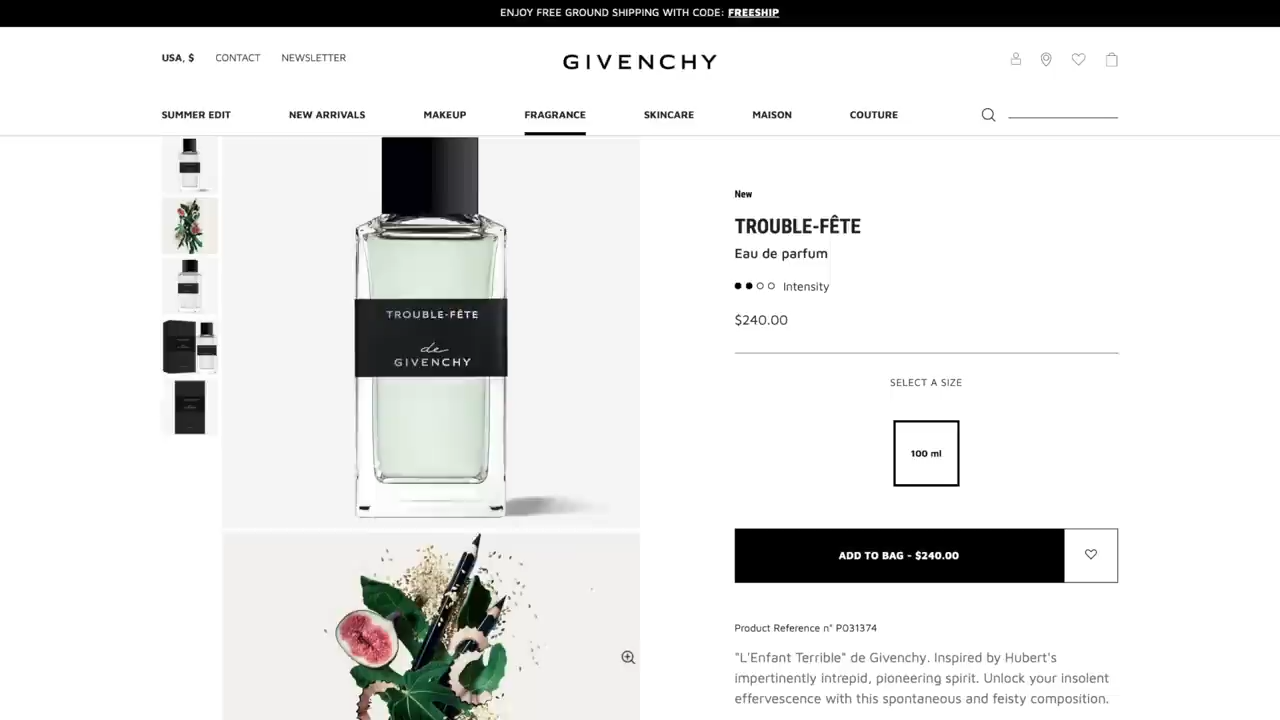 ENJOY FREE GROUND SHIPPING WITH CODE: FREESHIP
USA, $ CONTACT NEWSLETTER
GIVENCHY
SUMMER EDIT NEW ARRIVALS MAKEUP FRAGRANCE SKINCARE MAISON COUTURE
TROUBLE-FÊTE
de
GIVENCHY
New
TROUBLE-FÊTE
Eau de parfum
Intensity
$240.00
SELECT A SIZE
100 ml
ADD TO BAG - $240.00
Product Reference n° P031374
"L'Enfant Terrible" de Givenchy. Inspired by Hubert's
impertinently intrepid, pioneering spirit. Unlock your insolent
effervescence with this spontaneous and feisty composition.